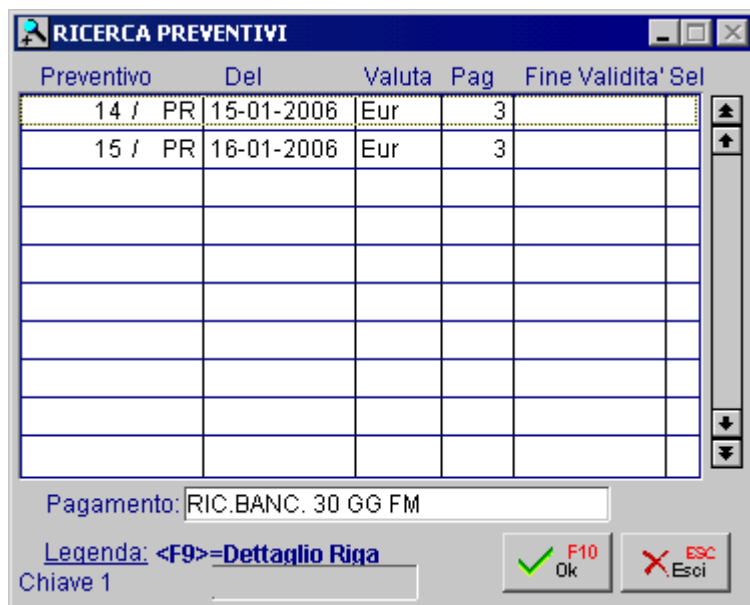 RICERCA PREVENTIVI
Preventivo Del Valuta Pag Fine Validita' Sel
14 / PR 15-01-2006 Eur 3
15 / PR 16-01-2006 Eur 3
Pagamento: RIC.BANC. 30 GG FM
Legenda: <F9>=Dettaglio Riga
F10 Ok
ESC Esci
Chiave 1